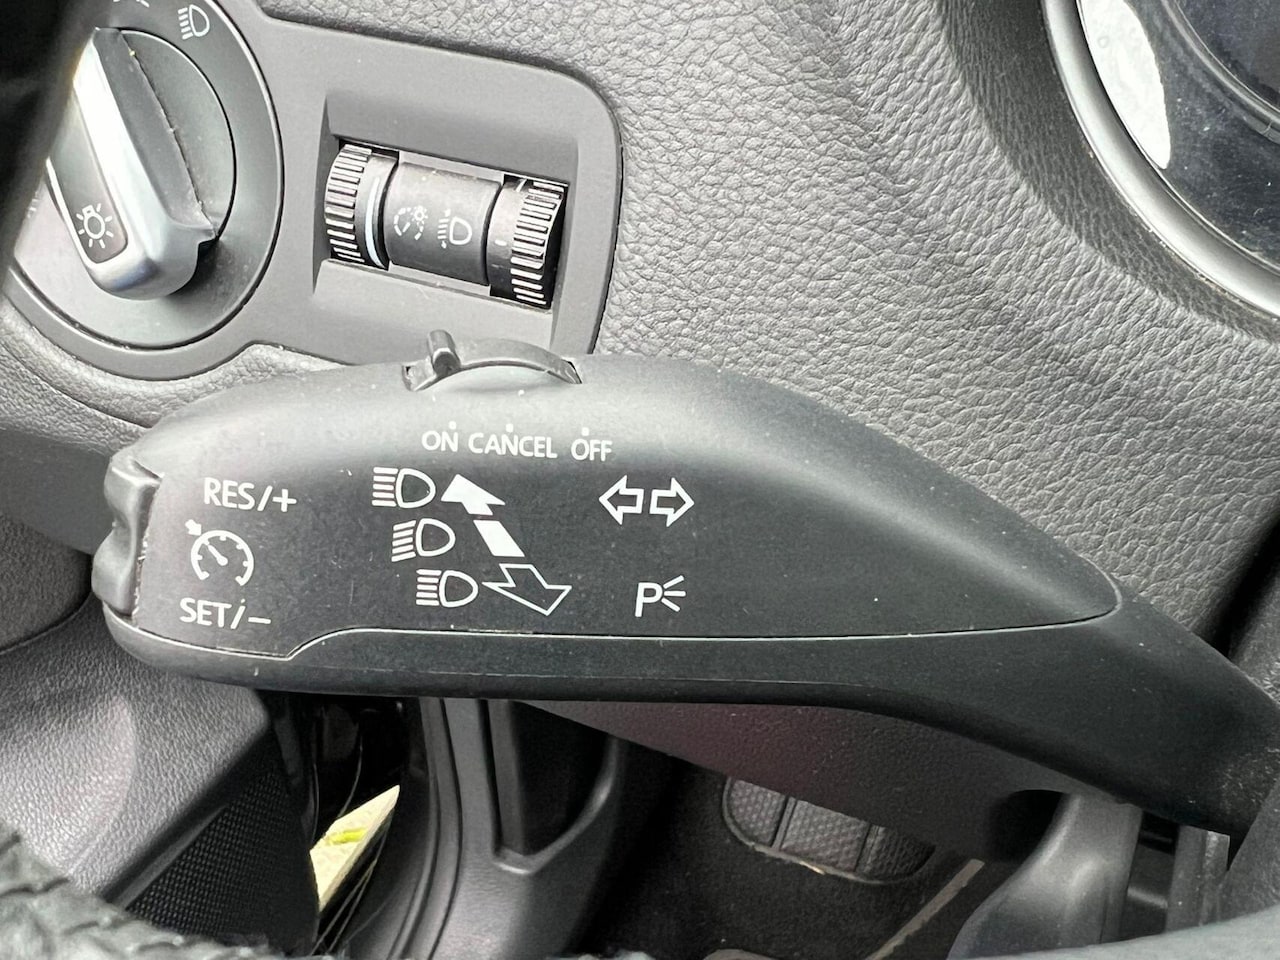 ON CANCEL OFF
RES/+
SET/-
P